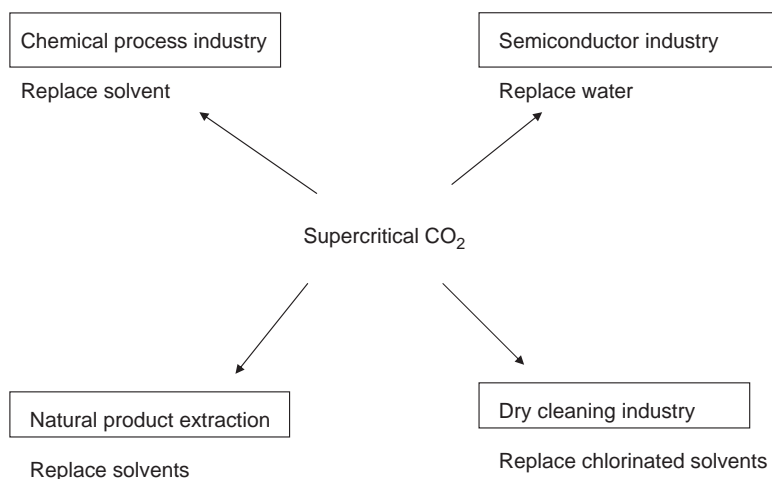 Chemical process industry
Replace solvent
Semiconductor industry
Replace water
Supercritical CO₂
Natural product extraction
Replace solvents
Dry cleaning industry
Replace chlorinated solvents